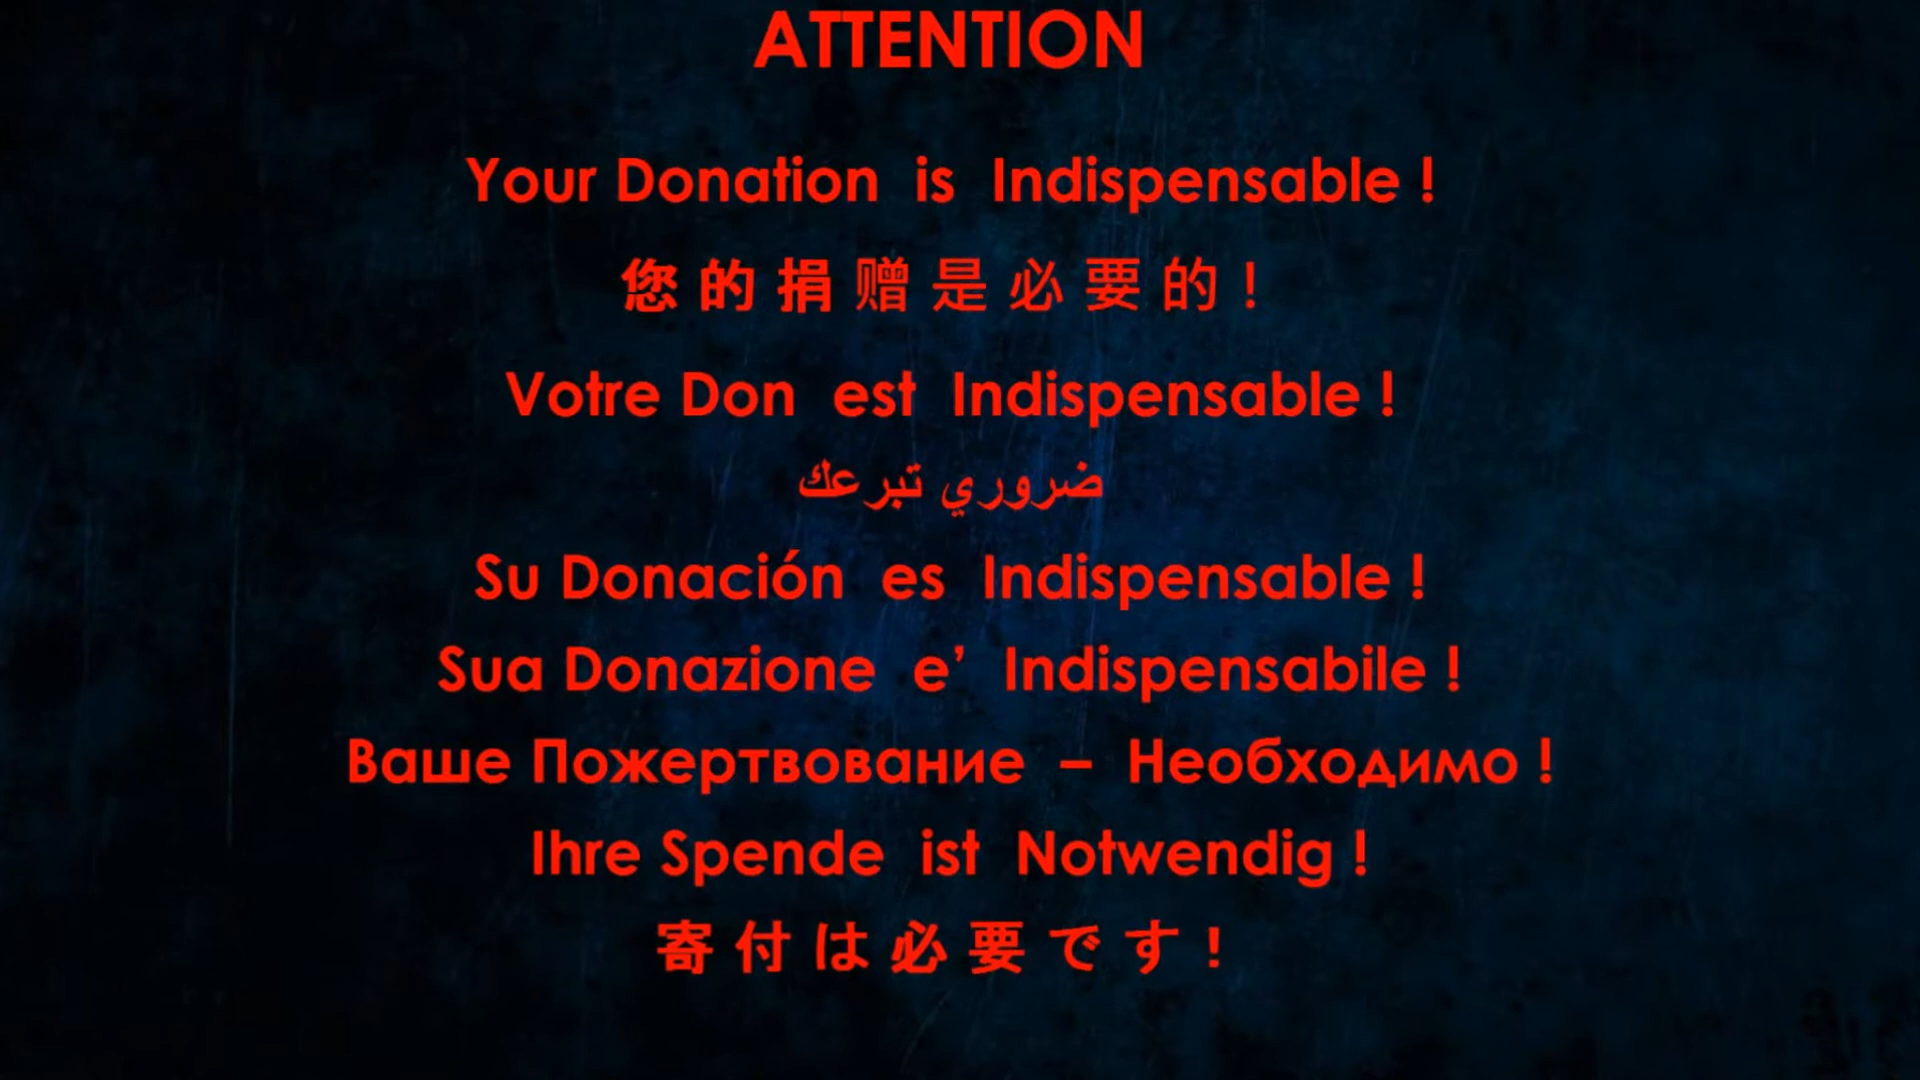 ATTENTION
Your Donation is Indispensable !
您 的 捐 赠 是 必 要 的 !
Votre Don est Indispensable !
ضروري تبرعك
Su Donación es Indispensable !
Sua Donazione e’ Indispensabile !
Ваше Пожертвование – Необходимо !
Ihre Spende ist Notwendig !
寄 付 は 必 要 で す !